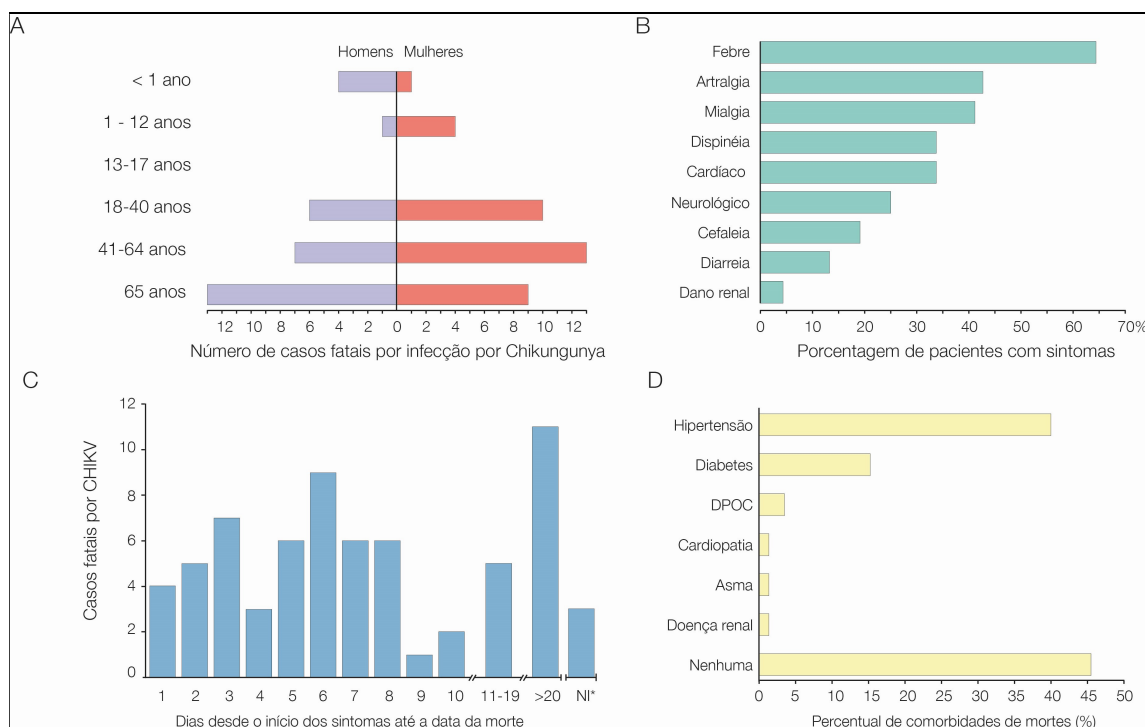 A
Homens Mulheres
< 1 ano
1 - 12 anos
13-17 anos
18-40 anos
41-64 anos
65 anos
12 10 8 6 4 2 0 2 4 6 8 10 12
Número de casos fatais por infecção por Chikungunya
B
Febre
Artralgia
Mialgia
Dispinéia
Cardíaco
Neurológico
Cefaleia
Diarreia
Dano renal
0 10 20 30 40 50 60 70%
Porcentagem de pacientes com sintomas
C
Casos fatais por CHIKV
12
10
8
6
4
2
0
1 2 3 4 5 6 7 8 9 10 11-19 >20 NI*
Dias desde o início dos sintomas até a data da morte
D
Hipertensão
Diabetes
DPOC
Cardiopatia
Asma
Doença renal
Nenhuma
0 5 10 15 20 25 30 35 40 45 50
Percentual de comorbidades de mortes (%)